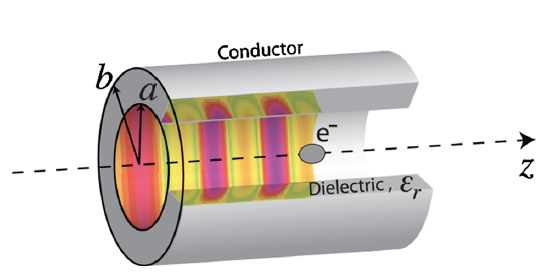 Conductor
b
a
e⁻
z
Dielectric, εᵣ